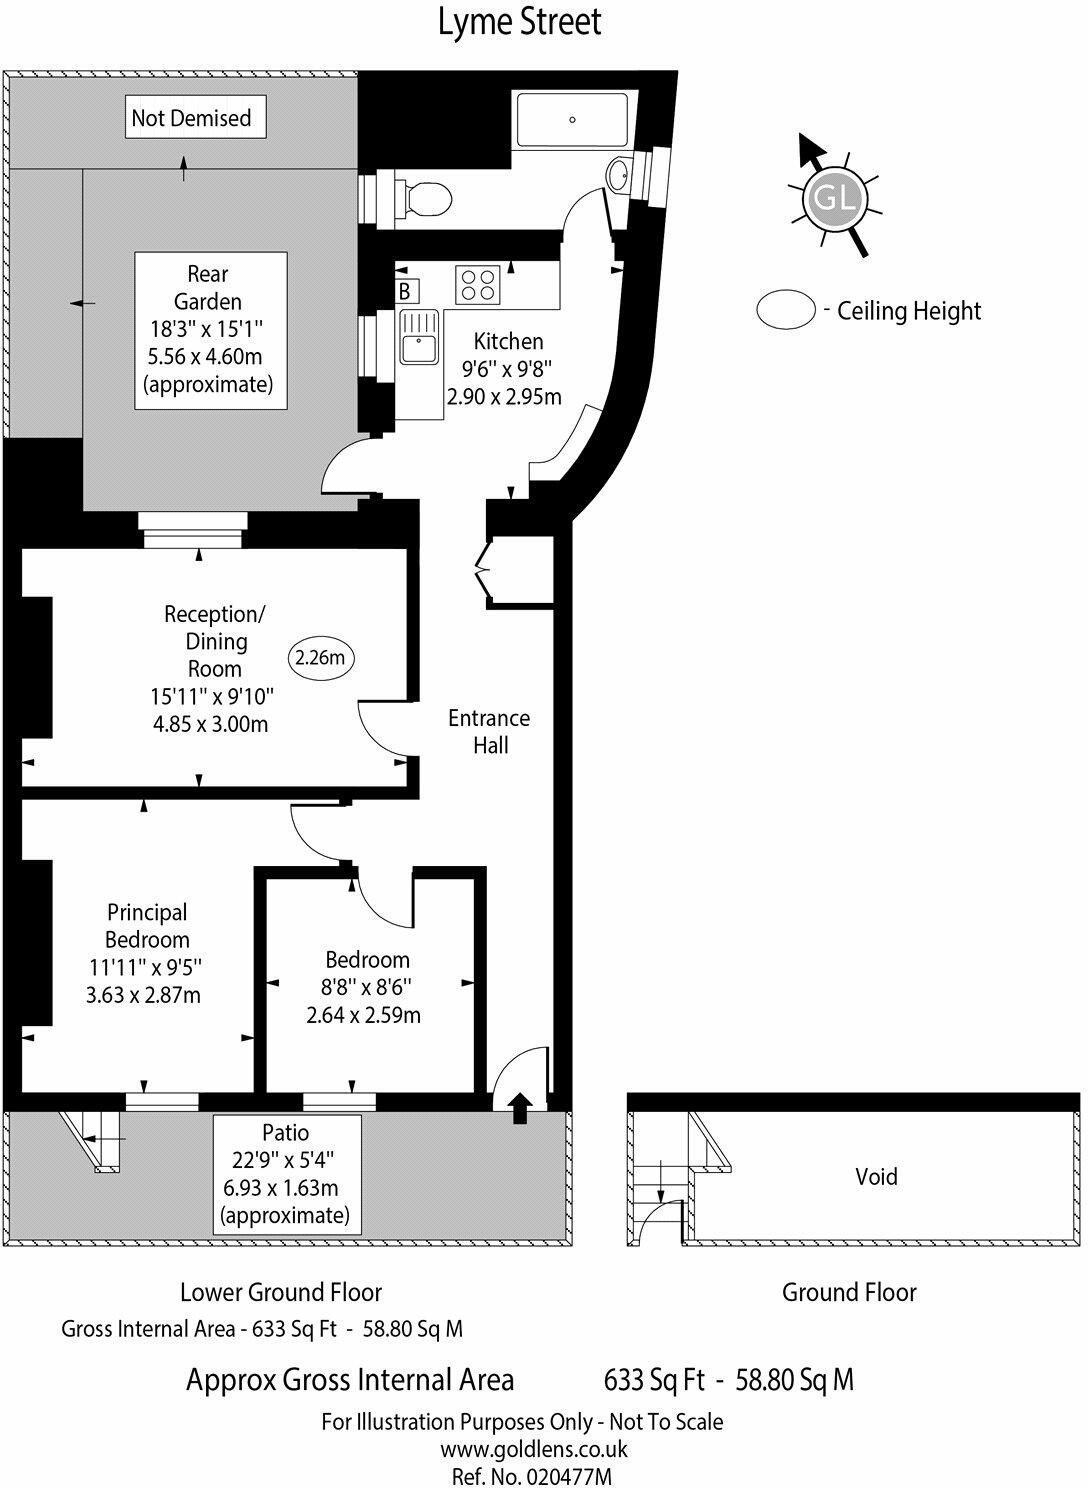 Lyme Street
Not Demised
GL
Rear
Garden
18'3" x 15'1"
5.56 x 4.60m
(approximate)
B
Kitchen
9'6" x 9'8"
2.90 x 2.95m
- Ceiling Height
Reception/
Dining
Room
15'11" x 9'10"
4.85 x 3.00m
2.26m
Entrance
Hall
Principal
Bedroom
11'11" x 9'5"
3.63 x 2.87m
Bedroom
8'8" x 8'6"
2.64 x 2.59m
Patio
22'9" x 5'4"
6.93 x 1.63m
(approximate)
Void
Lower Ground Floor
Gross Internal Area - 633 Sq Ft - 58.80 Sq M
Ground Floor
Approx Gross Internal Area 633 Sq Ft - 58.80 Sq M
For Illustration Purposes Only - Not To Scale
www.goldlens.co.uk
Ref. No. 020477M